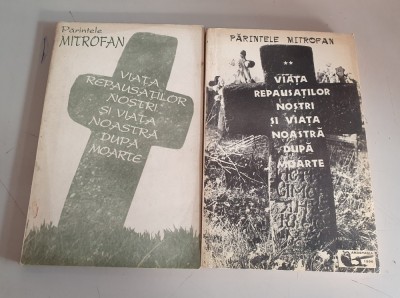 Părintele
MITROFAN
VIAȚA
REPAUSAȚILOR
NOȘTRI
ȘI VIAȚA
NOASTRĂ
DUPĂ
MOARTE
PĂRINTELE MITROFAN
**
VIAȚA
REPAUSAȚILOR
NOȘTRI
ȘI VIAȚA
NOASTRĂ
DUPĂ
MOARTE